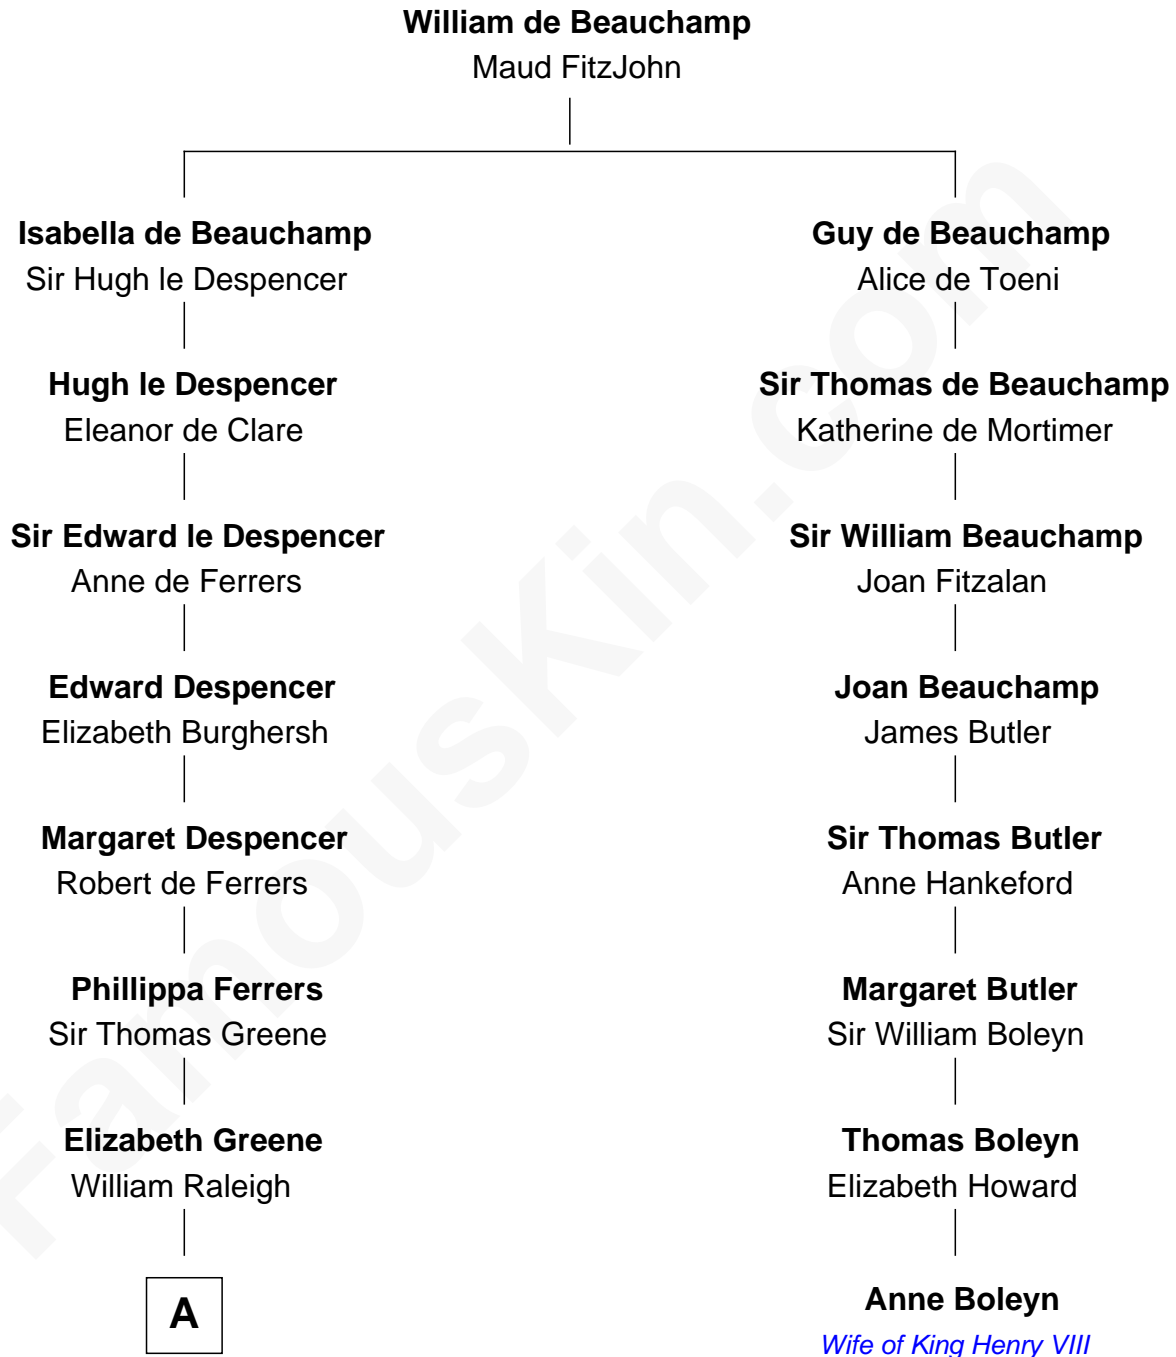 William de Beauchamp
Maud FitzJohn
Isabella de Beauchamp
Sir Hugh le Despencer
Guy de Beauchamp
Alice de Toeni
Hugh le Despencer
Eleanor de Clare
Sir Thomas de Beauchamp
Katherine de Mortimer
Sir Edward le Despencer
Anne de Ferrers
Sir William Beauchamp
Joan Fitzalan
Edward Despencer
Elizabeth Burghersh
Joan Beauchamp
James Butler
Margaret Despencer
Robert de Ferrers
Sir Thomas Butler
Anne Hankeford
Phillippa Ferrers
Sir Thomas Greene
Margaret Butler
Sir William Boleyn
Elizabeth Greene
William Raleigh
Thomas Boleyn
Elizabeth Howard
A
Anne Boleyn
Wife of King Henry VIII
FamousKin.com